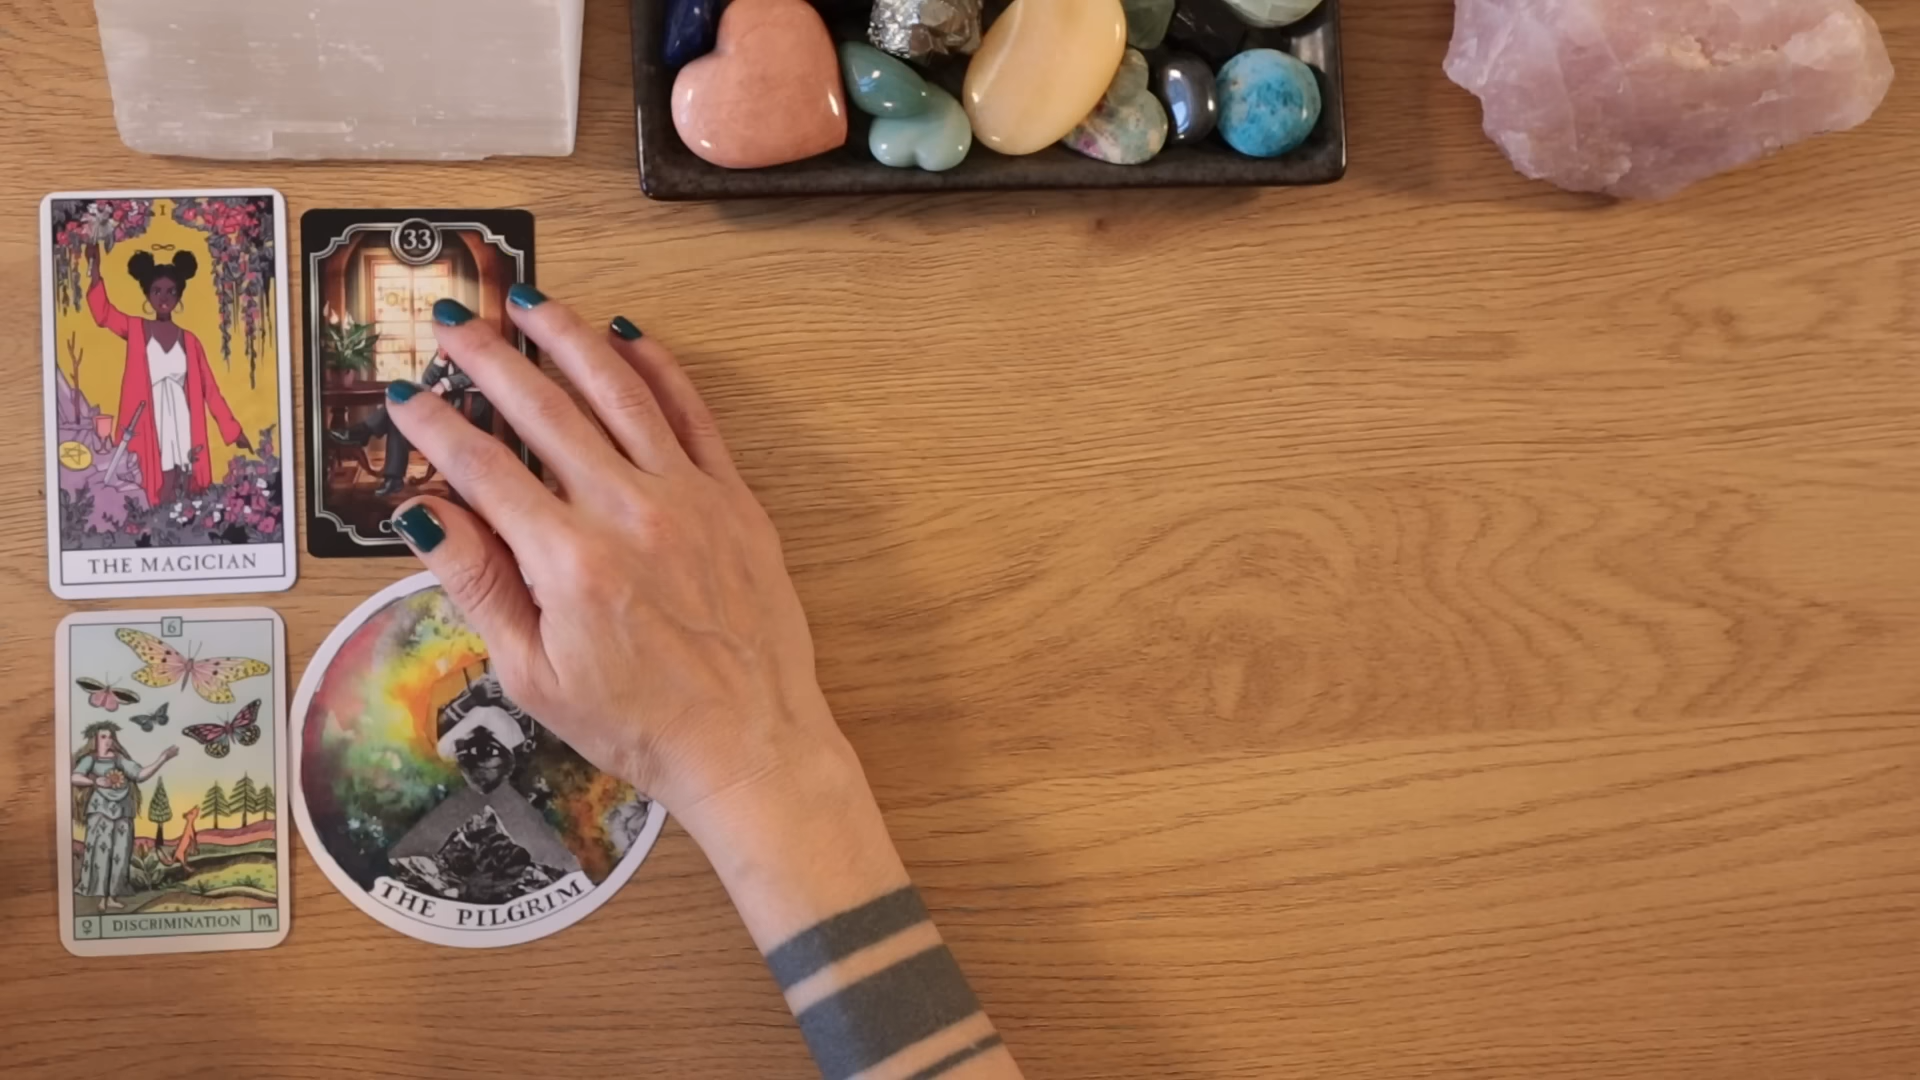 I
THE MAGICIAN
33
6
♀ DISCRIMINATION ♏
THE PILGRIM